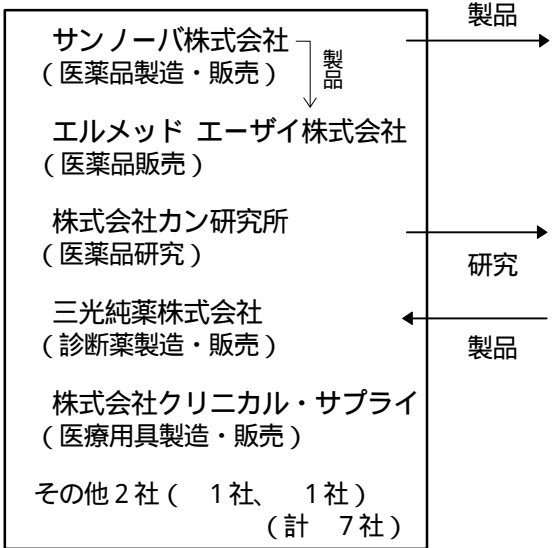 製品
サンノーバ株式会社
(医薬品製造・販売)
製品
エルメッド エーザイ株式会社
(医薬品販売)
株式会社カン研究所
(医薬品研究)
研究
三光純薬株式会社
(診断薬製造・販売)
製品
株式会社クリニカル・サプライ
(医療用具製造・販売)
その他2社( 1社、 1社)
(計 7社)